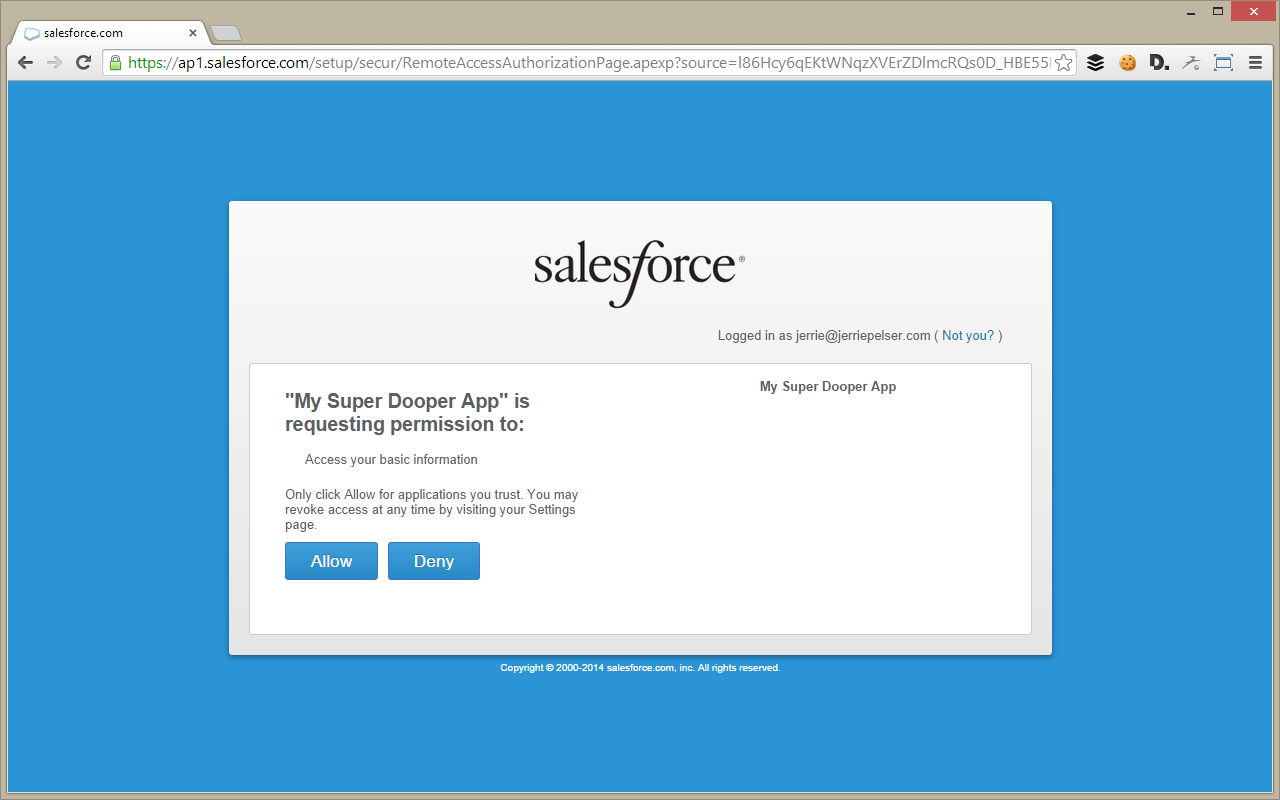 salesforce.com
https://ap1.salesforce.com/setup/secur/RemoteAccessAuthorizationPage.apexp?source=l86Hcy6qEKtWNqzXVErZDlmcRQs0D_HBE55
D.
salesforce®
Logged in as jerrie@jerriepelser.com ( Not you? )
"My Super Dooper App" is
requesting permission to:
Access your basic information
Only click Allow for applications you trust. You may
revoke access at any time by visiting your Settings
page.
Allow Deny
My Super Dooper App
Copyright © 2000-2014 salesforce.com, inc. All rights reserved.